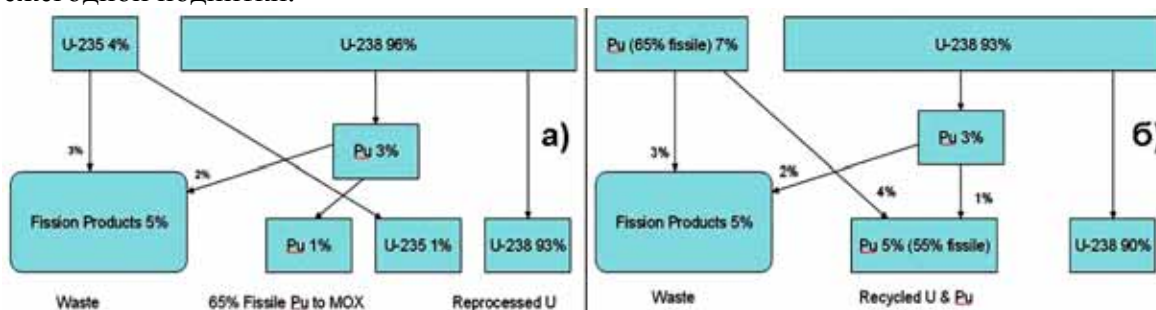 ежегодной подпитки.
U-235 4%
U-238 96%
Pu 3%
а)
3%
2%
Fission Products 5%
Pu 1%
U-235 1%
U-238 93%
Waste
65% Fissile Pu to MOX
Reprocessed U
Pu (65% fissile) 7%
U-238 93%
Pu 3%
б)
3%
2%
4%
1%
Fission Products 5%
Pu 5% (55% fissile)
U-238 90%
Waste
Recycled U & Pu